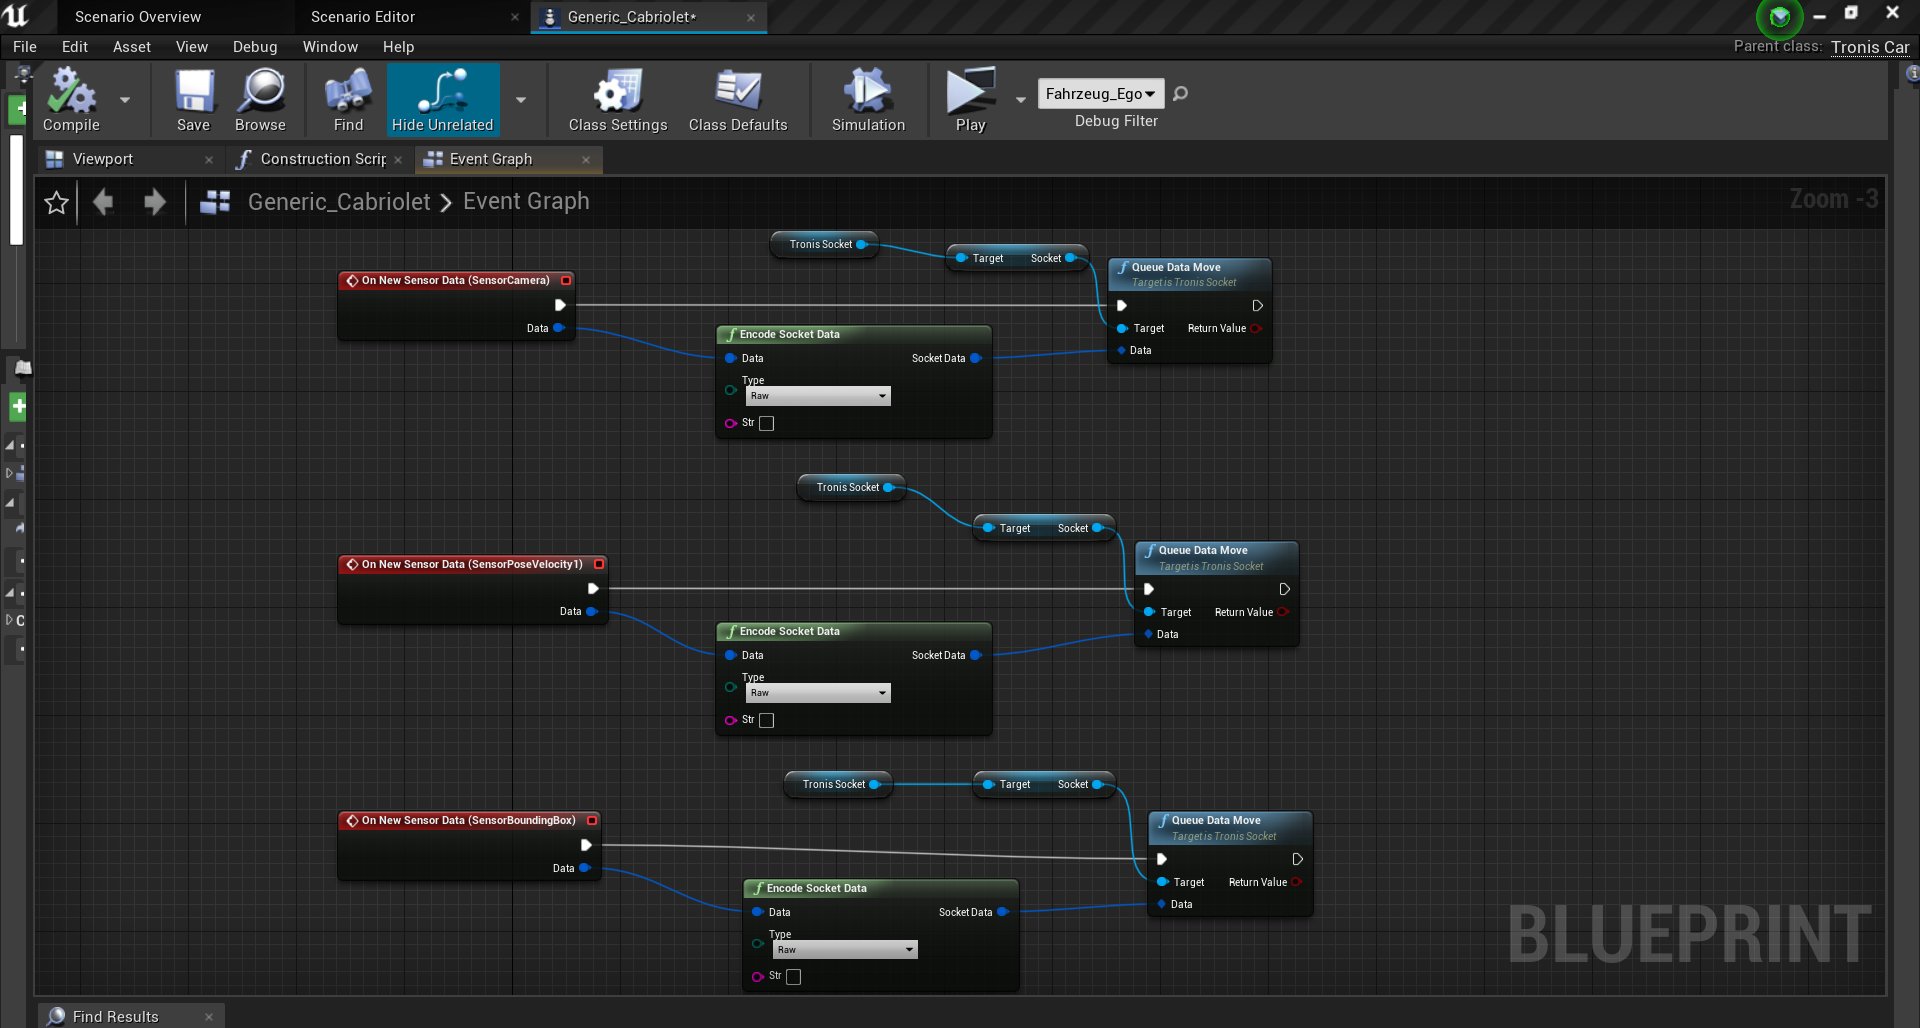 Scenario Overview
Scenario Editor
Generic_Cabriolet*
File Edit Asset View Debug Window Help
Parent class: Tronis Car
Compile
Save
Browse
Find
Hide Unrelated
Class Settings
Class Defaults
Simulation
Play
Fahrzeug_Ego
Debug Filter
Viewport
Construction Scrip
Event Graph
Generic_Cabriolet > Event Graph
Zoom -3
Tronis Socket
Target Socket
Queue Data Move
Target is Tronis Socket
On New Sensor Data (SensorCamera)
Data
Target Return Value
Data
Encode Socket Data
Data Socket Data
Type
Raw
Str
Tronis Socket
Target Socket
Queue Data Move
Target is Tronis Socket
On New Sensor Data (SensorPoseVelocity1)
Data
Target Return Value
Data
Encode Socket Data
Data Socket Data
Type
Raw
Str
Tronis Socket
Target Socket
Queue Data Move
Target is Tronis Socket
On New Sensor Data (SensorBoundingBox)
Data
Target Return Value
Data
Encode Socket Data
Data Socket Data
Type
Raw
Str
BLUEPRINT
Find Results